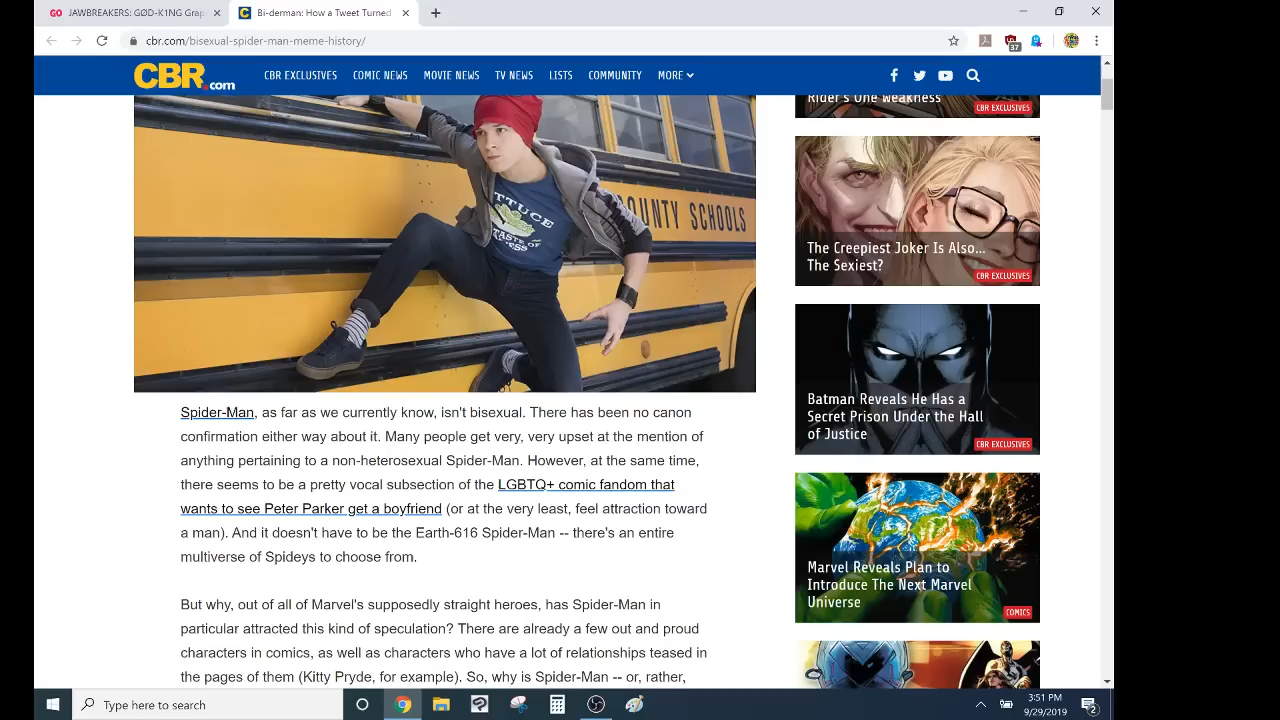 JAWBREAKERS: GØD-K1NG Grap
Bi-derman: How a Tweet Turned
cbr.com/bisexual-spider-man-meme-history/
37
CBR.com
CBR EXCLUSIVES
COMIC NEWS
MOVIE NEWS
TV NEWS
LISTS
COMMUNITY
MORE
Rider's One Weakness
CBR EXCLUSIVES
OUNTY SCHOOLS
TTUCE
TASTE OF
The Creepiest Joker Is Also...
The Sexiest?
CBR EXCLUSIVES
Batman Reveals He Has a
Secret Prison Under the Hall
of Justice
CBR EXCLUSIVES
Spider-Man, as far as we currently know, isn't bisexual. There has been no canon
confirmation either way about it. Many people get very, very upset at the mention of
anything pertaining to a non-heterosexual Spider-Man. However, at the same time,
there seems to be a pretty vocal subsection of the LGBTQ+ comic fandom that
wants to see Peter Parker get a boyfriend (or at the very least, feel attraction toward
a man). And it doesn't have to be the Earth-616 Spider-Man -- there's an entire
multiverse of Spideys to choose from.
Marvel Reveals Plan to
Introduce The Next Marvel
Universe
COMICS
But why, out of all of Marvel's supposedly straight heroes, has Spider-Man in
particular attracted this kind of speculation? There are already a few out and proud
characters in comics, as well as characters who have a lot of relationships teased in
the pages of them (Kitty Pryde, for example). So, why is Spider-Man -- or, rather,
Type here to search
3:51 PM
9/29/2019
2